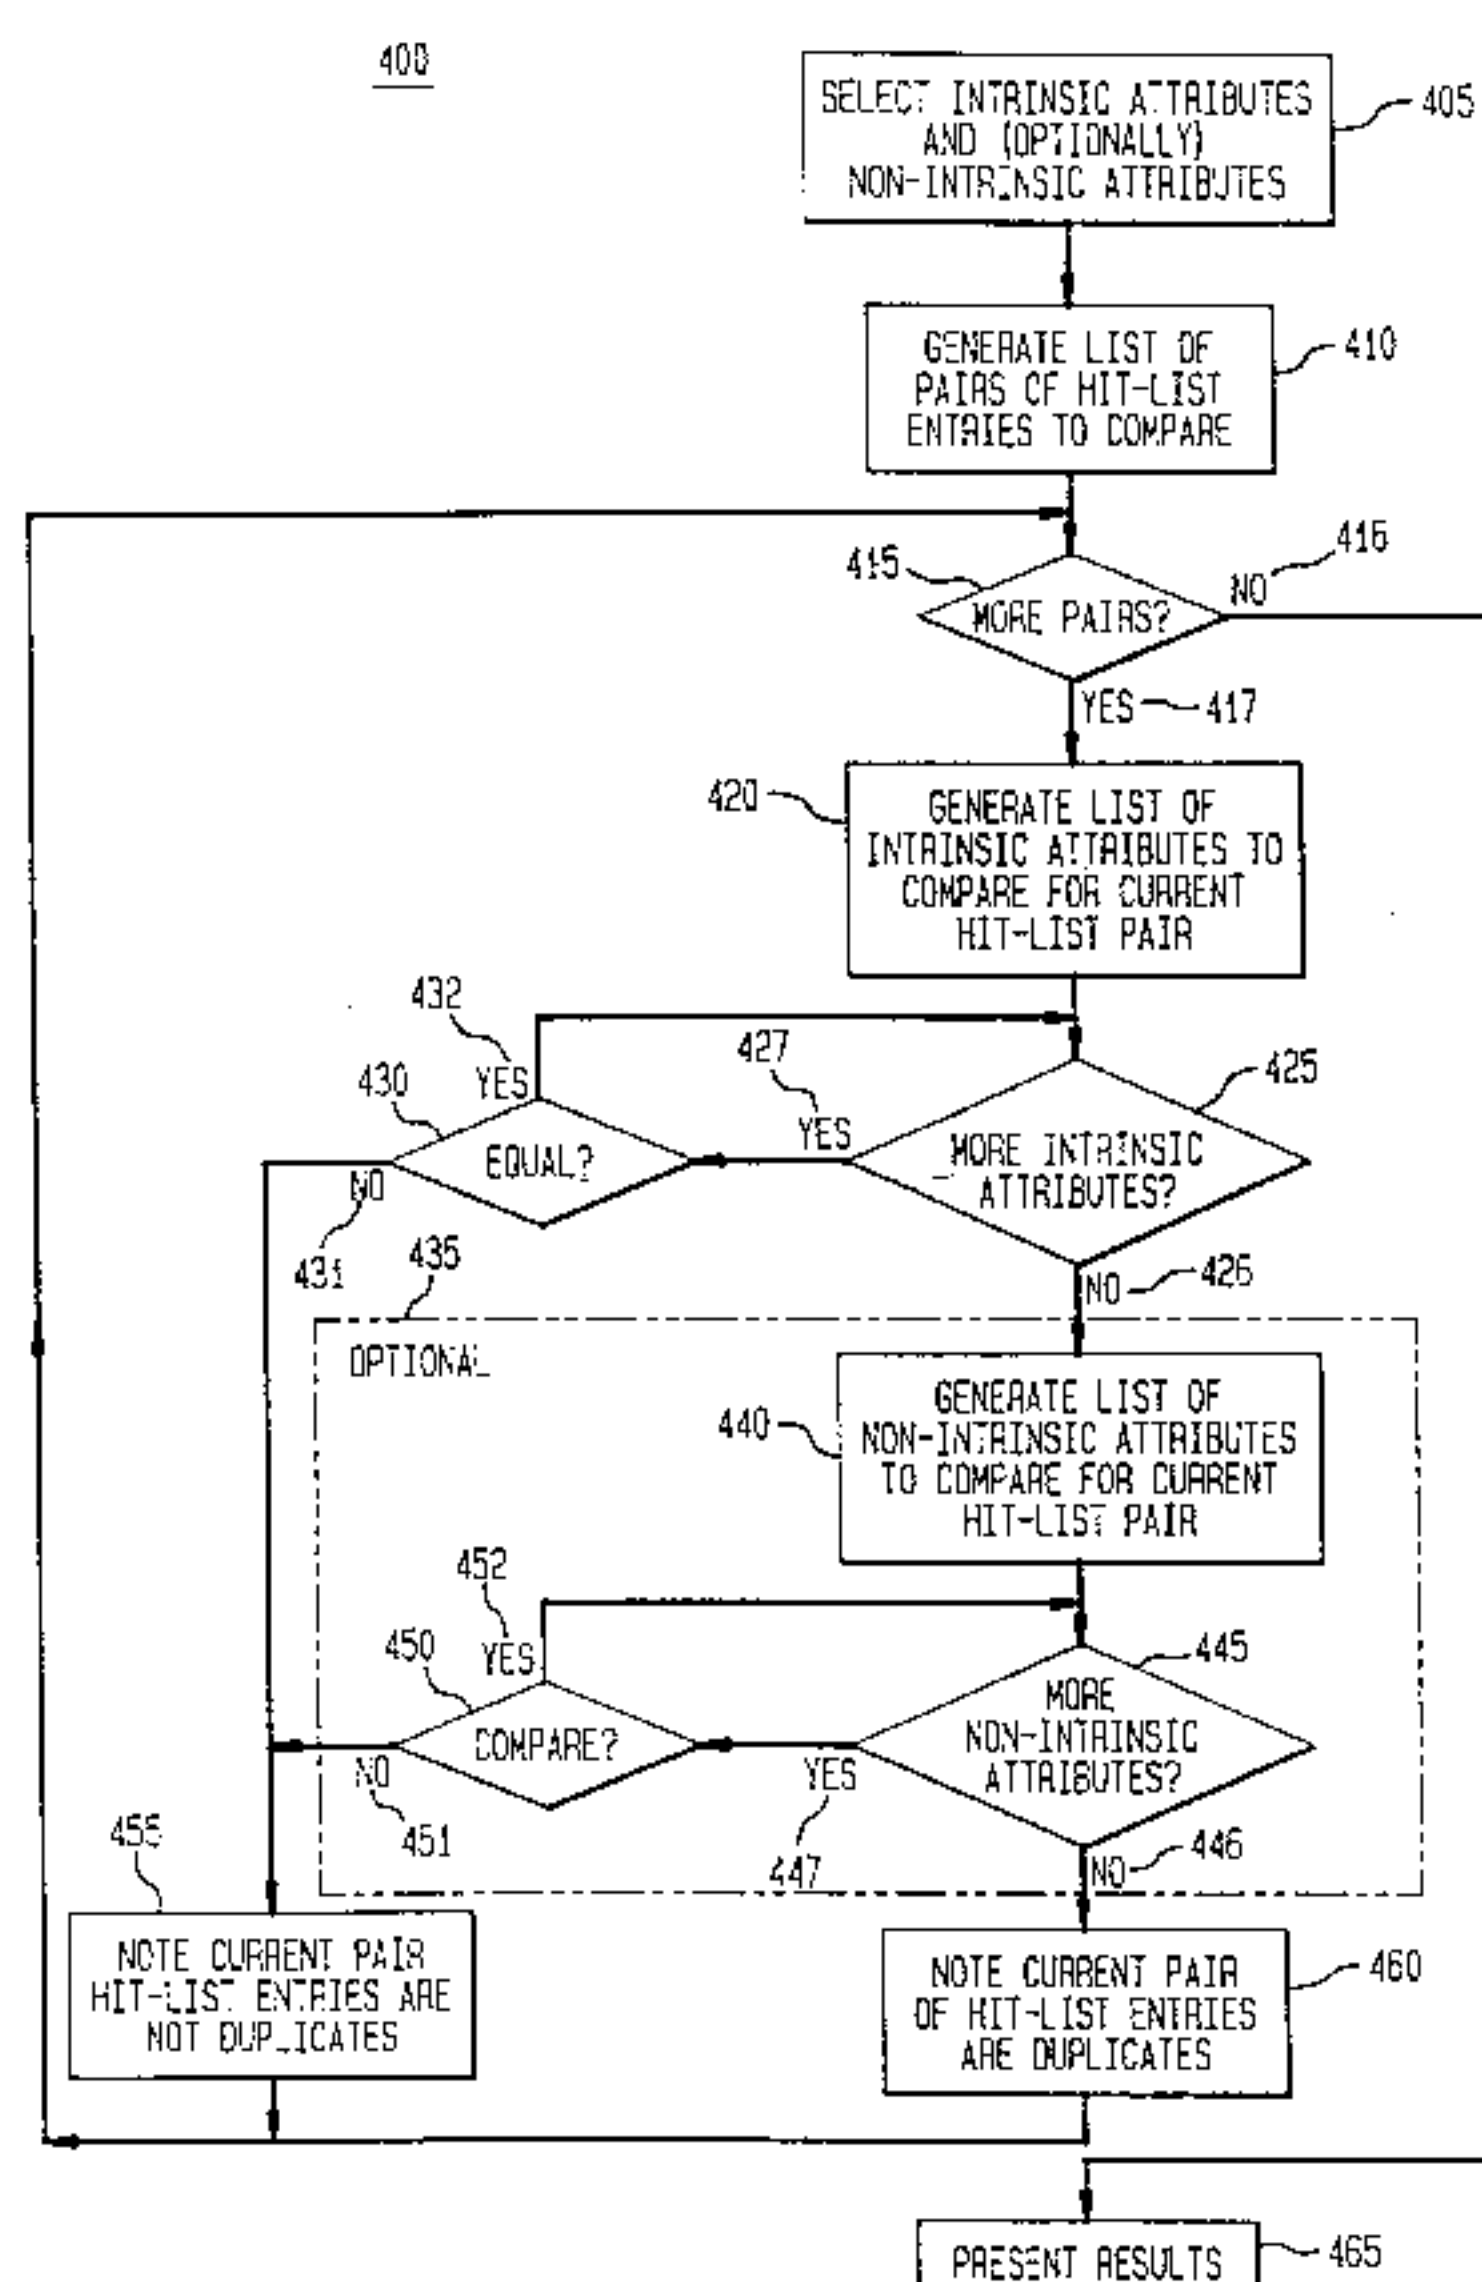 400
SELECT INTRINSIC ATTRIBUTES
AND (OPTIONALLY)
NON-INTRINSIC ATTRIBUTES
405
GENERATE LIST OF
PAIRS OF HIT-LIST
ENTRIES TO COMPARE
410
415
MORE PAIRS?
NO
416
YES
417
420
GENERATE LIST OF
INTRINSIC ATTRIBUTES TO
COMPARE FOR CURRENT
HIT-LIST PAIR
432
YES
430
EQUAL?
NO
431
427
YES
425
MORE INTRINSIC
ATTRIBUTES?
NO
426
435
OPTIONAL
440
GENERATE LIST OF
NON-INTRINSIC ATTRIBUTES
TO COMPARE FOR CURRENT
HIT-LIST PAIR
452
YES
450
COMPARE?
NO
451
YES
447
445
MORE
NON-INTRINSIC
ATTRIBUTES?
NO
446
455
NOTE CURRENT PAIR
HIT-LIST ENTRIES ARE
NOT DUPLICATES
NOTE CURRENT PAIR
OF HIT-LIST ENTRIES
ARE DUPLICATES
460
PRESENT RESULTS
465